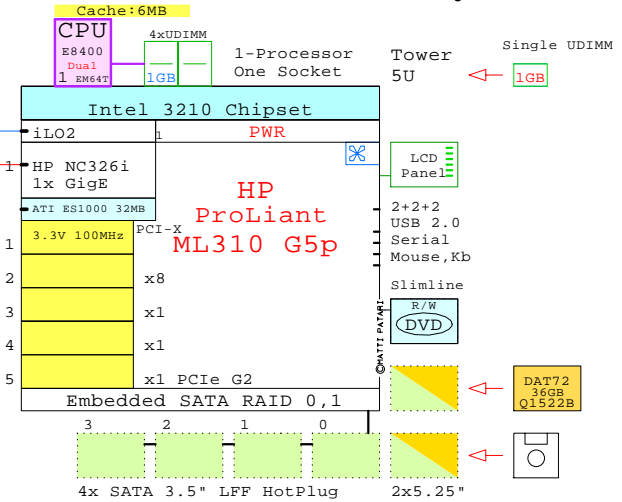 Cache:6MB
CPU
E8400
Dual
1 EM64T
4xUDIMM
1GB
1-Processor
One Socket
Tower
5U
Single UDIMM
1GB
Intel 3210 Chipset
iLO2
1
PWR
1
HP NC326i
1x GigE
LCD
Panel
ATI ES1000 32MB
HP
ProLiant
ML310 G5p
2+2+2
USB 2.0
Serial
Mouse,Kb
1
3.3V 100MHz
PCI-X
2
x8
3
x1
4
x1
5
x1 PCIe G2
Slimline
R/W
DVD
©MATTI PATARI
Embedded SATA RAID 0,1
DAT72
36GB
Q1522B
3
2
1
0
4x SATA 3.5" LFF HotPlug
2x5.25"